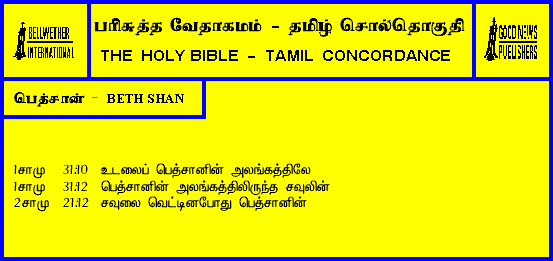 BELLWETHER
INTERNATIONAL
பரிசுத்த வேதாகமம் - தமிழ் சொல்தொகுதி
THE HOLY BIBLE - TAMIL CONCORDANCE
GOOD NEWS
PUBLISHERS
பெத்சான் - BETH SHAN
1சாமு 31:10 உடலைப் பெத்சானின் அலங்கத்திலே
1சாமு 31:12 பெத்சானின் அலங்கத்திலிருந்த சவுலின்
2சாமு 21:12 சவுலை வெட்டினபோது பெத்சானின்